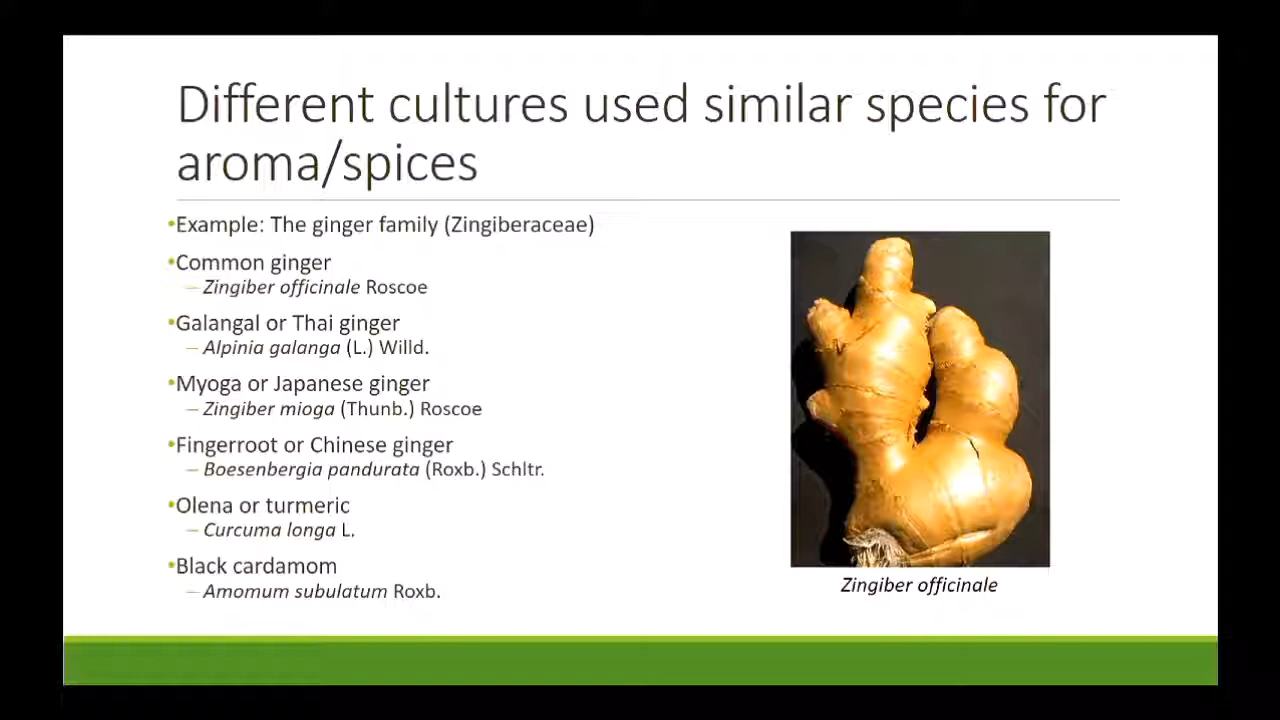 Different cultures used similar species for
aroma/spices
•Example: The ginger family (Zingiberaceae)
•Common ginger
– Zingiber officinale Roscoe
•Galangal or Thai ginger
– Alpinia galanga (L.) Willd.
•Myoga or Japanese ginger
– Zingiber mioga (Thunb.) Roscoe
•Fingerroot or Chinese ginger
– Boesenbergia pandurata (Roxb.) Schltr.
•Olena or turmeric
– Curcuma longa L.
•Black cardamom
– Amomum subulatum Roxb.
Zingiber officinale